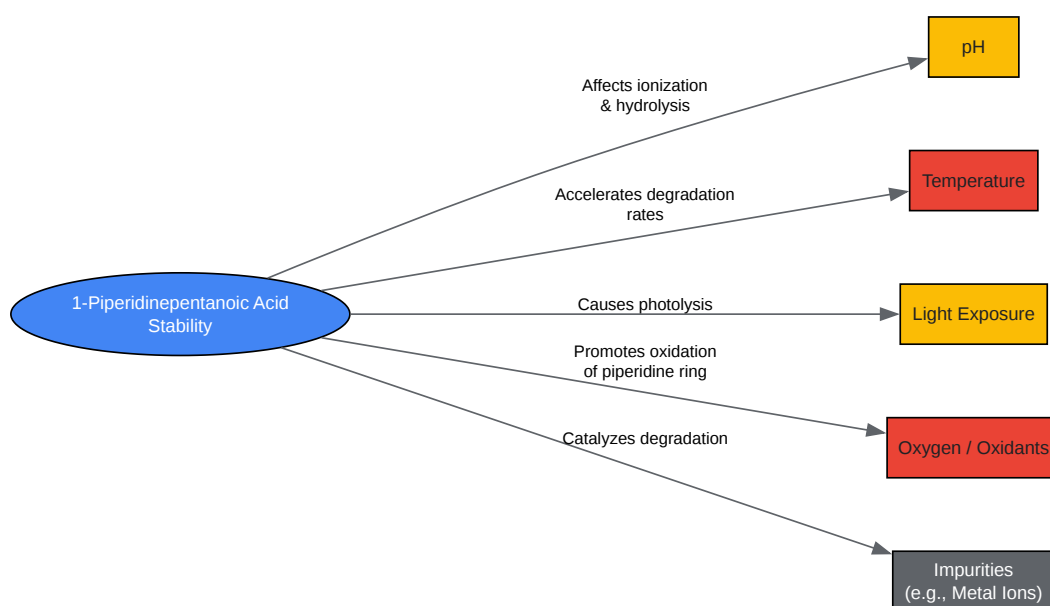 pH
Affects ionization
& hydrolysis
Temperature
Accelerates degradation
rates
1-Piperidinepentanoic Acid
Stability
Causes photolysis
Light Exposure
Promotes oxidation
of piperidine ring
Oxygen / Oxidants
Catalyzes degradation
Impurities
(e.g., Metal Ions)